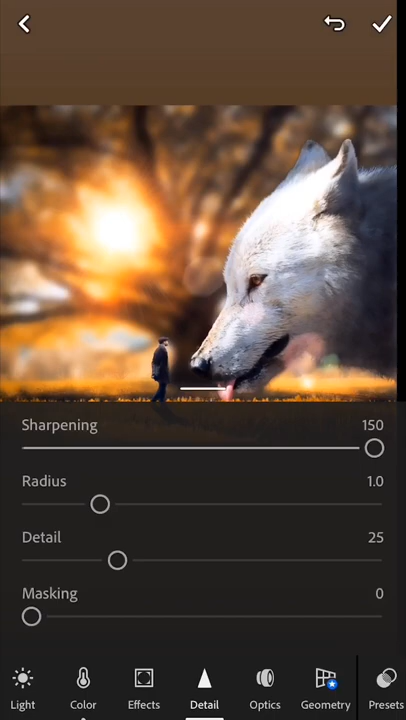 Sharpening 150
Radius 1.0
Detail 25
Masking 0
Light Color Effects Detail Optics Geometry Presets